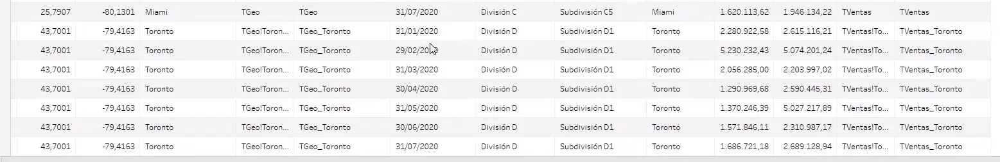 25,7907 -80,1301 Miami TGeo TGeo 31/07/2020 División C Subdivisión C5 Miami 1.620.113,62 1.946.134,22 TVentas TVentas
43,7001 -79,4163 Toronto TGeo!Toron... TGeo_Toronto 31/01/2020 División D Subdivisión D1 Toronto 2.280.922,58 2.615.116,21 TVentas!To... TVentas_Toronto
43,7001 -79,4163 Toronto TGeo!Toron... TGeo_Toronto 29/02/2020 División D Subdivisión D1 Toronto 5.230.232,43 5.074.201,24 TVentas!To... TVentas_Toronto
43,7001 -79,4163 Toronto TGeo!Toron... TGeo_Toronto 31/03/2020 División D Subdivisión D1 Toronto 2.056.285,00 2.203.997,02 TVentas!To... TVentas_Toronto
43,7001 -79,4163 Toronto TGeo!Toron... TGeo_Toronto 30/04/2020 División D Subdivisión D1 Toronto 1.290.969,68 2.590.445,31 TVentas!To... TVentas_Toronto
43,7001 -79,4163 Toronto TGeo!Toron... TGeo_Toronto 31/05/2020 División D Subdivisión D1 Toronto 1.370.246,39 5.027.217,89 TVentas!To... TVentas_Toronto
43,7001 -79,4163 Toronto TGeo!Toron... TGeo_Toronto 30/06/2020 División D Subdivisión D1 Toronto 1.571.846,11 2.310.987,17 TVentas!To... TVentas_Toronto
43,7001 -79,4163 Toronto TGeo!Toron... TGeo_Toronto 31/07/2020 División D Subdivisión D1 Toronto 1.686.721,18 2.689.128,94 TVentas!To... TVentas_Toronto